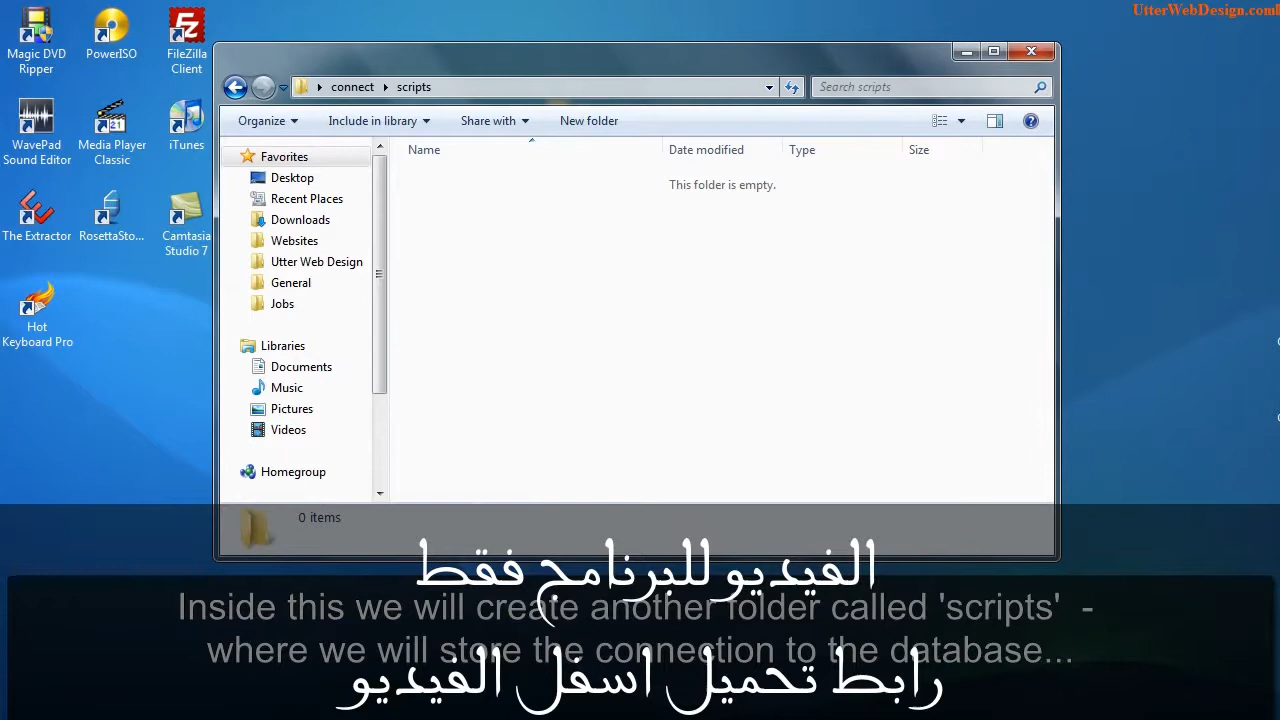 UtterWebDesign.com
Magic DVD
Ripper
PowerISO
FileZilla
Client
WavePad
Sound Editor
Media Player
Classic
iTunes
The Extractor
RosettaSto...
Camtasia
Studio 7
Hot
Keyboard Pro
connect
scripts
Search scripts
Organize
Include in library
Share with
New folder
Favorites
Desktop
Recent Places
Downloads
Websites
Utter Web Design
General
Jobs
Libraries
Documents
Music
Pictures
Videos
Homegroup
Name
Date modified
Type
Size
This folder is empty.
0 items
الفيديو للبرنامج فقط
Inside this we will create another folder called 'scripts' -
where we will store the connection to the database...
رابط تحميل اسفل الفيديو